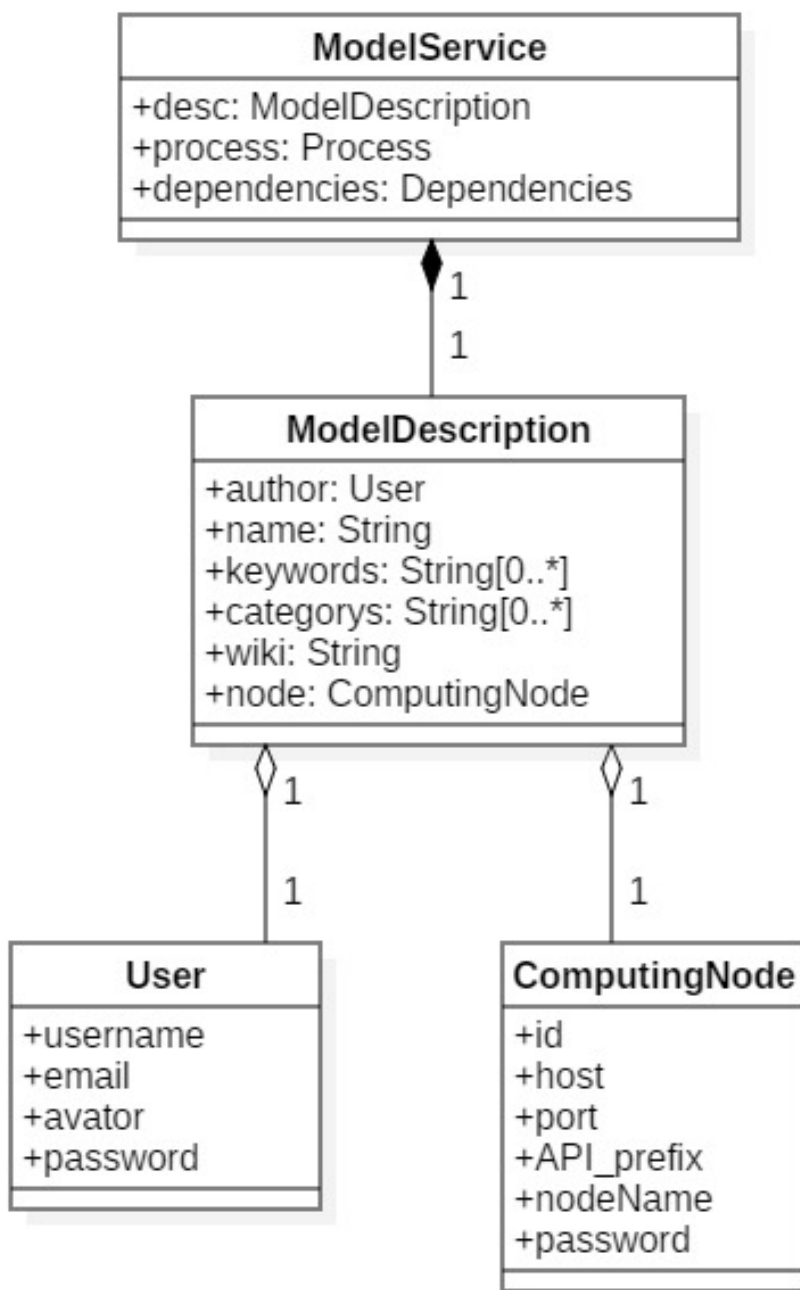 ModelService
+desc: ModelDescription
+process: Process
+dependencies: Dependencies
1
1
ModelDescription
+author: User
+name: String
+keywords: String[0..*]
+categorys: String[0..*]
+wiki: String
+node: ComputingNode
1
1
1
1
User
+username
+email
+avator
+password
ComputingNode
+id
+host
+port
+API_prefix
+nodeName
+password